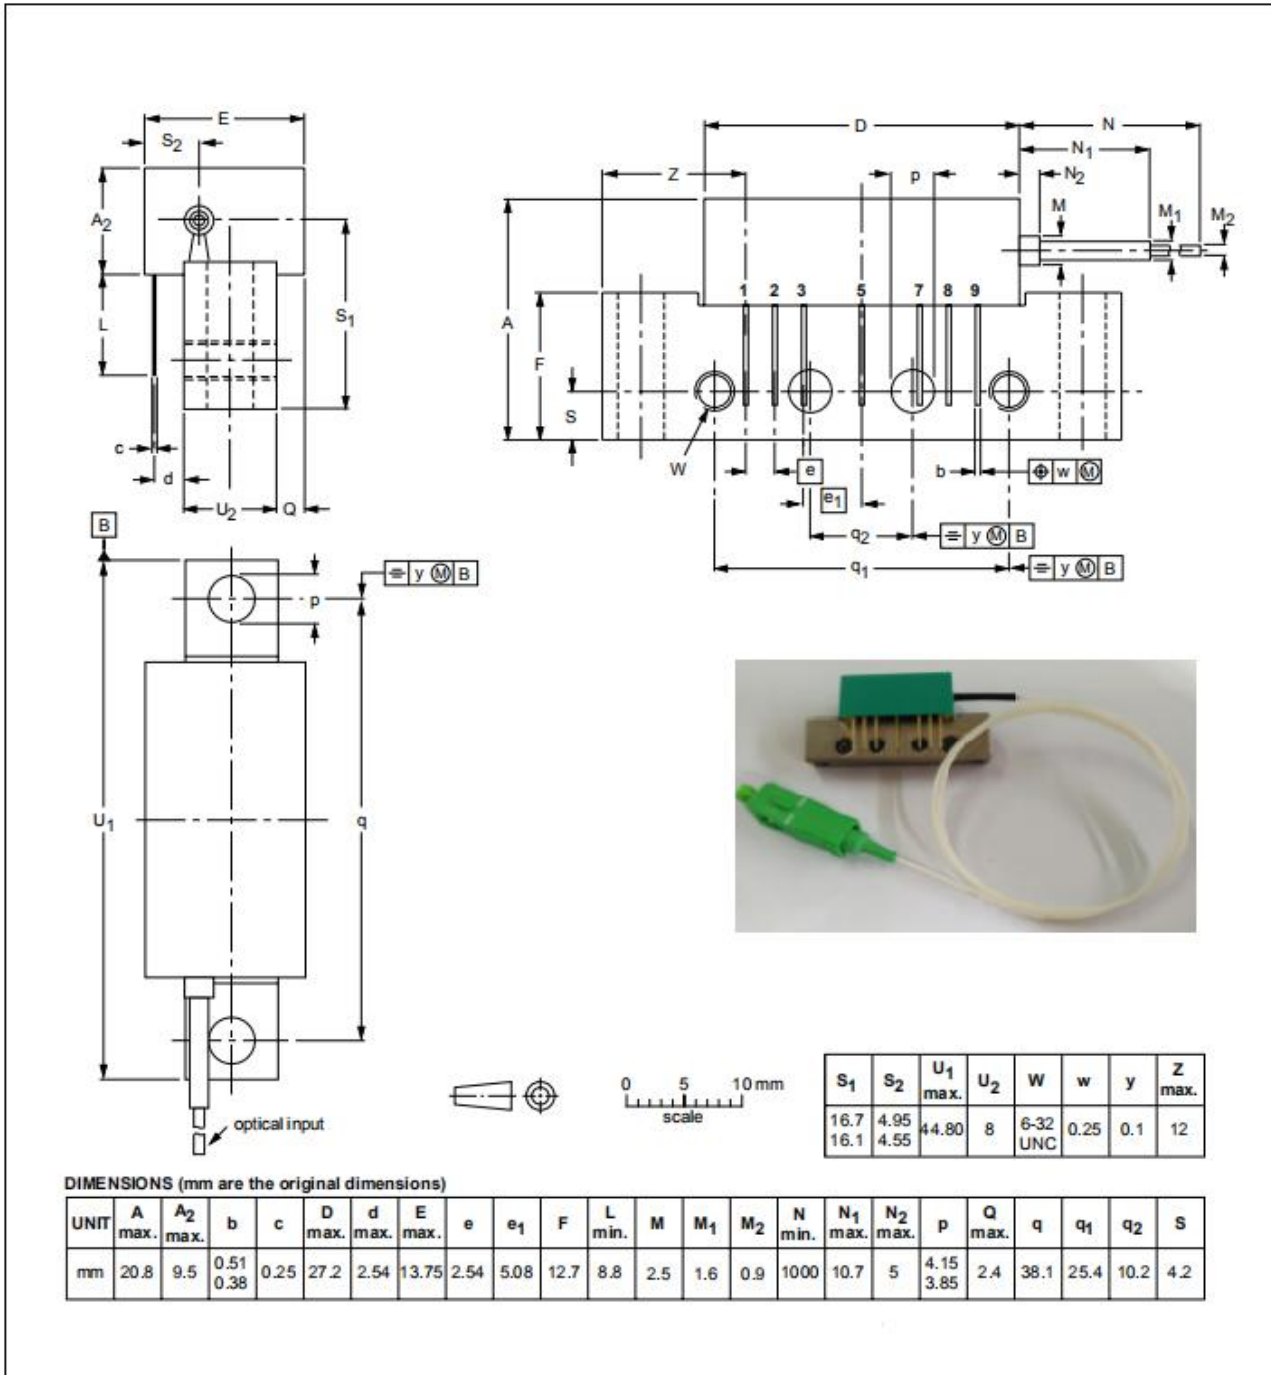 E
S2
A2
L
S1
c
d
U2
Q
D
N
N1
Z
p
N2
M
M1
M2
1 2 3 5 7 8 9
A
F
S
W
e
b
w M
e1
q2
y M B
q1
y M B
B
y M B
p
U1
q
optical input
0 5 10 mm
scale
S1 S2 U1 max. U2 W w y Z max.
16.7 16.1 4.95 4.55 44.80 8 6-32 UNC 0.25 0.1 12
DIMENSIONS (mm are the original dimensions)
UNIT A max. A2 max. b c D max. d max. E max. e e1 F L min. M M1 M2 N min. N1 max. N2 max. p Q max. q q1 q2 S
mm 20.8 9.5 0.51 0.38 0.25 27.2 2.54 13.75 2.54 5.08 12.7 8.8 2.5 1.6 0.9 1000 10.7 5 4.15 3.85 2.4 38.1 25.4 10.2 4.2